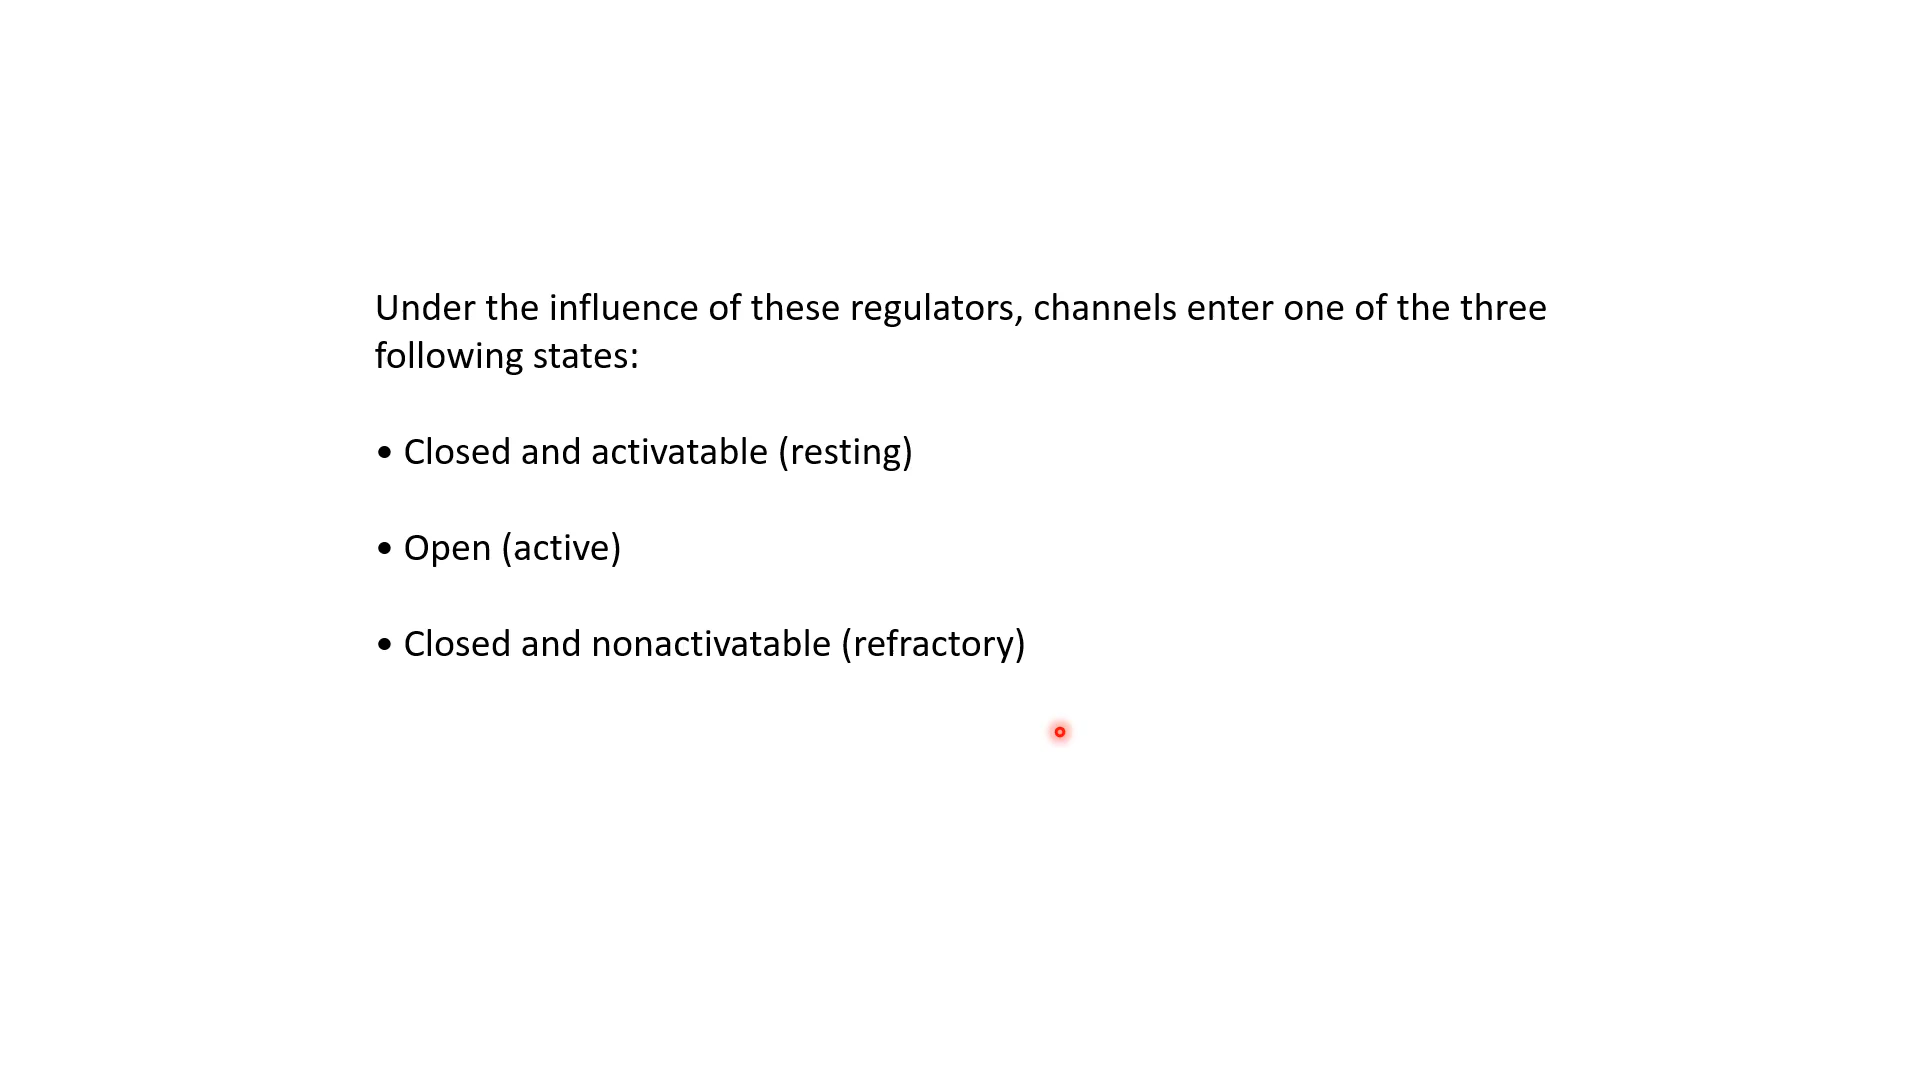 Under the influence of these regulators, channels enter one of the three
following states:
• Closed and activatable (resting)
• Open (active)
• Closed and nonactivatable (refractory)